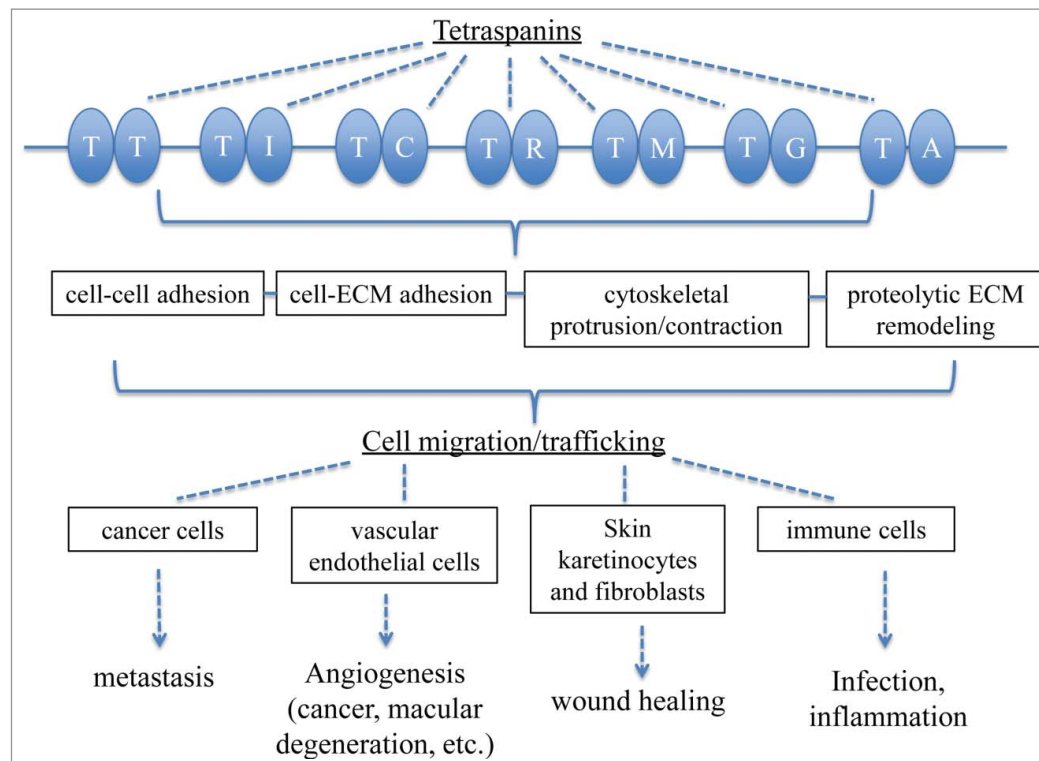 Tetraspanins
T T T I T C T R T M T G T A
cell-cell adhesion
cell-ECM adhesion
cytoskeletal
protrusion/contraction
proteolytic ECM
remodeling
Cell migration/trafficking
cancer cells
vascular
endothelial cells
Skin
karetinocytes
and fibroblasts
immune cells
metastasis
Angiogenesis
(cancer, macular
degeneration, etc.)
wound healing
Infection,
inflammation